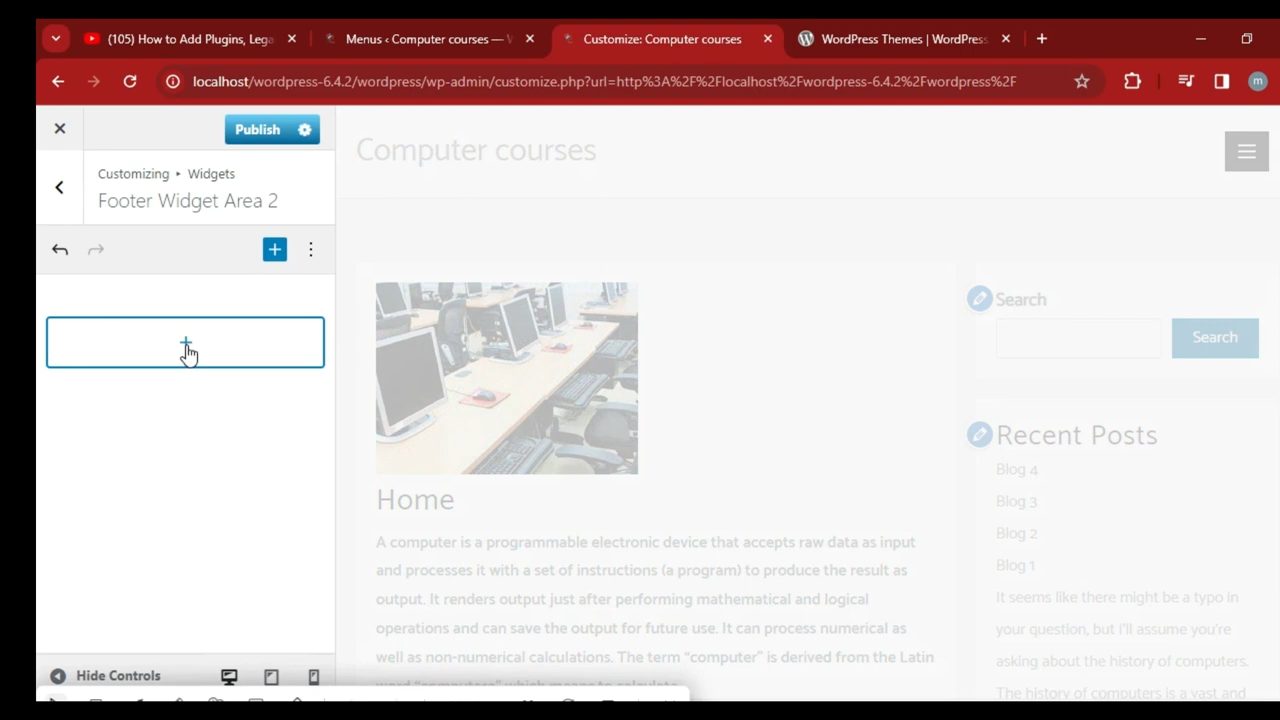 (105) How to Add Plugins, Lega
Menus ‹ Computer courses — W
Customize: Computer courses
WordPress Themes | WordPress
localhost/wordpress-6.4.2/wordpress/wp-admin/customize.php?url=http%3A%2F%2Flocalhost%2Fwordpress-6.4.2%2Fwordpress%2F
m
Publish
Customizing ▸ Widgets
Footer Widget Area 2
Hide Controls
Computer courses
Home
A computer is a programmable electronic device that accepts raw data as input
and processes it with a set of instructions (a program) to produce the result as
output. It renders output just after performing mathematical and logical
operations and can save the output for future use. It can process numerical as
well as non-numerical calculations. The term “computer” is derived from the Latin
word “computare” which means to calculate.
Search
Search
Recent Posts
Blog 4
Blog 3
Blog 2
Blog 1
It seems like there might be a typo in
your question, but I'll assume you're
asking about the history of computers.
The history of computers is a vast and